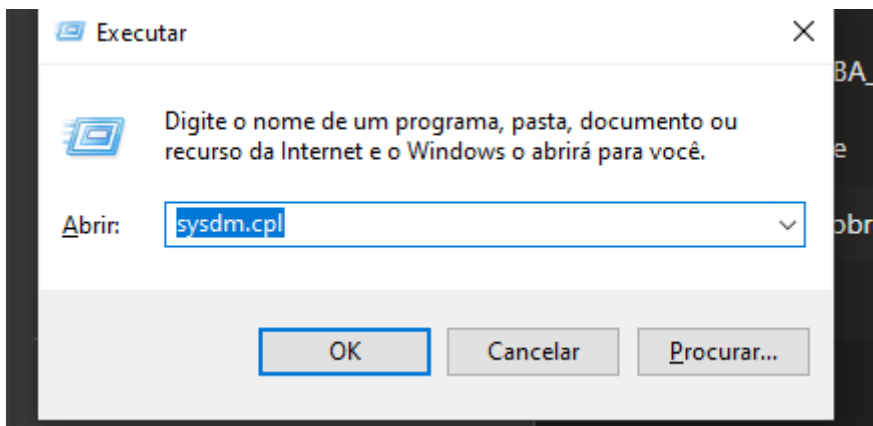 Executar
Digite o nome de um programa, pasta, documento ou
recurso da Internet e o Windows o abrirá para você.
Abrir: sysdm.cpl
OK Cancelar Procurar...